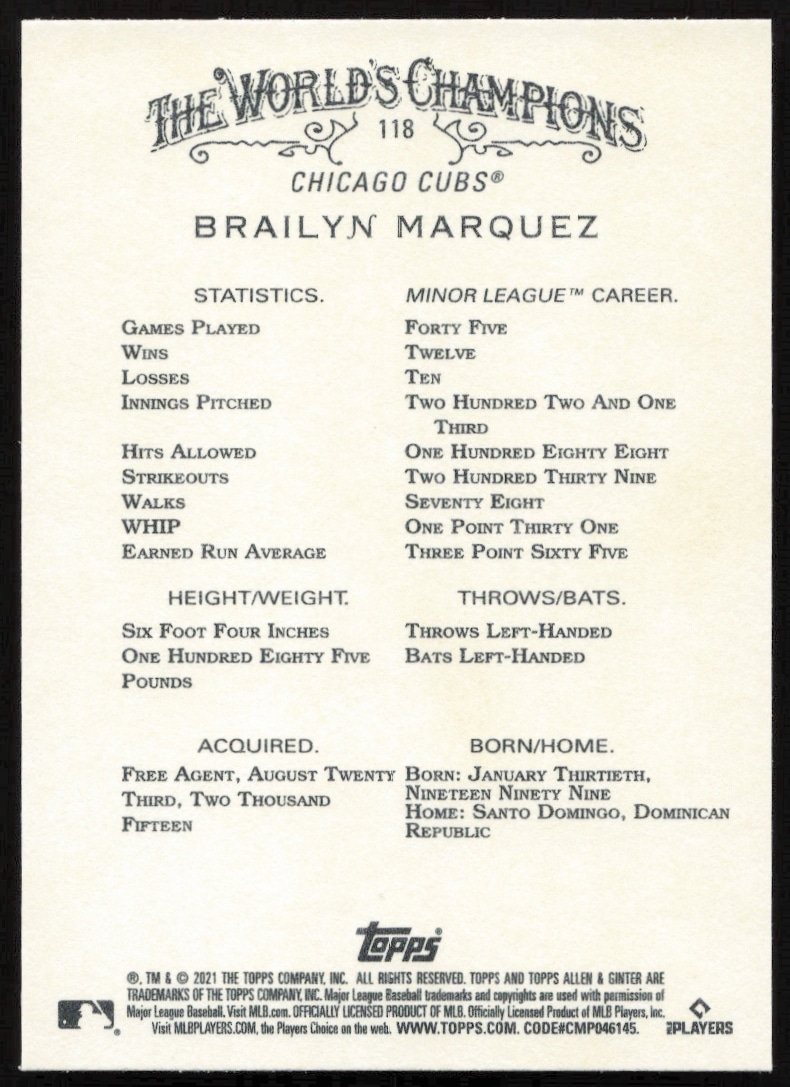 THE WORLD'S CHAMPIONS
118
CHICAGO CUBS®
BRAILYN MARQUEZ
STATISTICS. MINOR LEAGUE™ CAREER.
GAMES PLAYED FORTY FIVE
WINS TWELVE
LOSSES TEN
INNINGS PITCHED TWO HUNDRED TWO AND ONE
THIRD
HITS ALLOWED ONE HUNDRED EIGHTY EIGHT
STRIKEOUTS TWO HUNDRED THIRTY NINE
WALKS SEVENTY EIGHT
WHIP ONE POINT THIRTY ONE
EARNED RUN AVERAGE THREE POINT SIXTY FIVE
HEIGHT/WEIGHT. THROWS/BATS.
SIX FOOT FOUR INCHES THROWS LEFT-HANDED
ONE HUNDRED EIGHTY FIVE BATS LEFT-HANDED
POUNDS
ACQUIRED. BORN/HOME.
FREE AGENT, AUGUST TWENTY BORN: JANUARY THIRTIETH,
THIRD, TWO THOUSAND NINETEEN NINETY NINE
FIFTEEN HOME: SANTO DOMINGO, DOMINICAN
REPUBLIC
TOPPS®
®, TM & © 2021 THE TOPPS COMPANY, INC. ALL RIGHTS RESERVED. TOPPS AND TOPPS ALLEN & GINTER ARE
TRADEMARKS OF THE TOPPS COMPANY, INC. Major League Baseball trademarks and copyrights are used with permission of
Major League Baseball. Visit MLB.com. OFFICIALLY LICENSED PRODUCT OF MLB. Officially Licensed Product of MLB Players, Inc.
Visit MLBPLAYERS.COM, the Players Choice on the web. WWW.TOPPS.COM. CODE#CMP046145.
PLAYERS